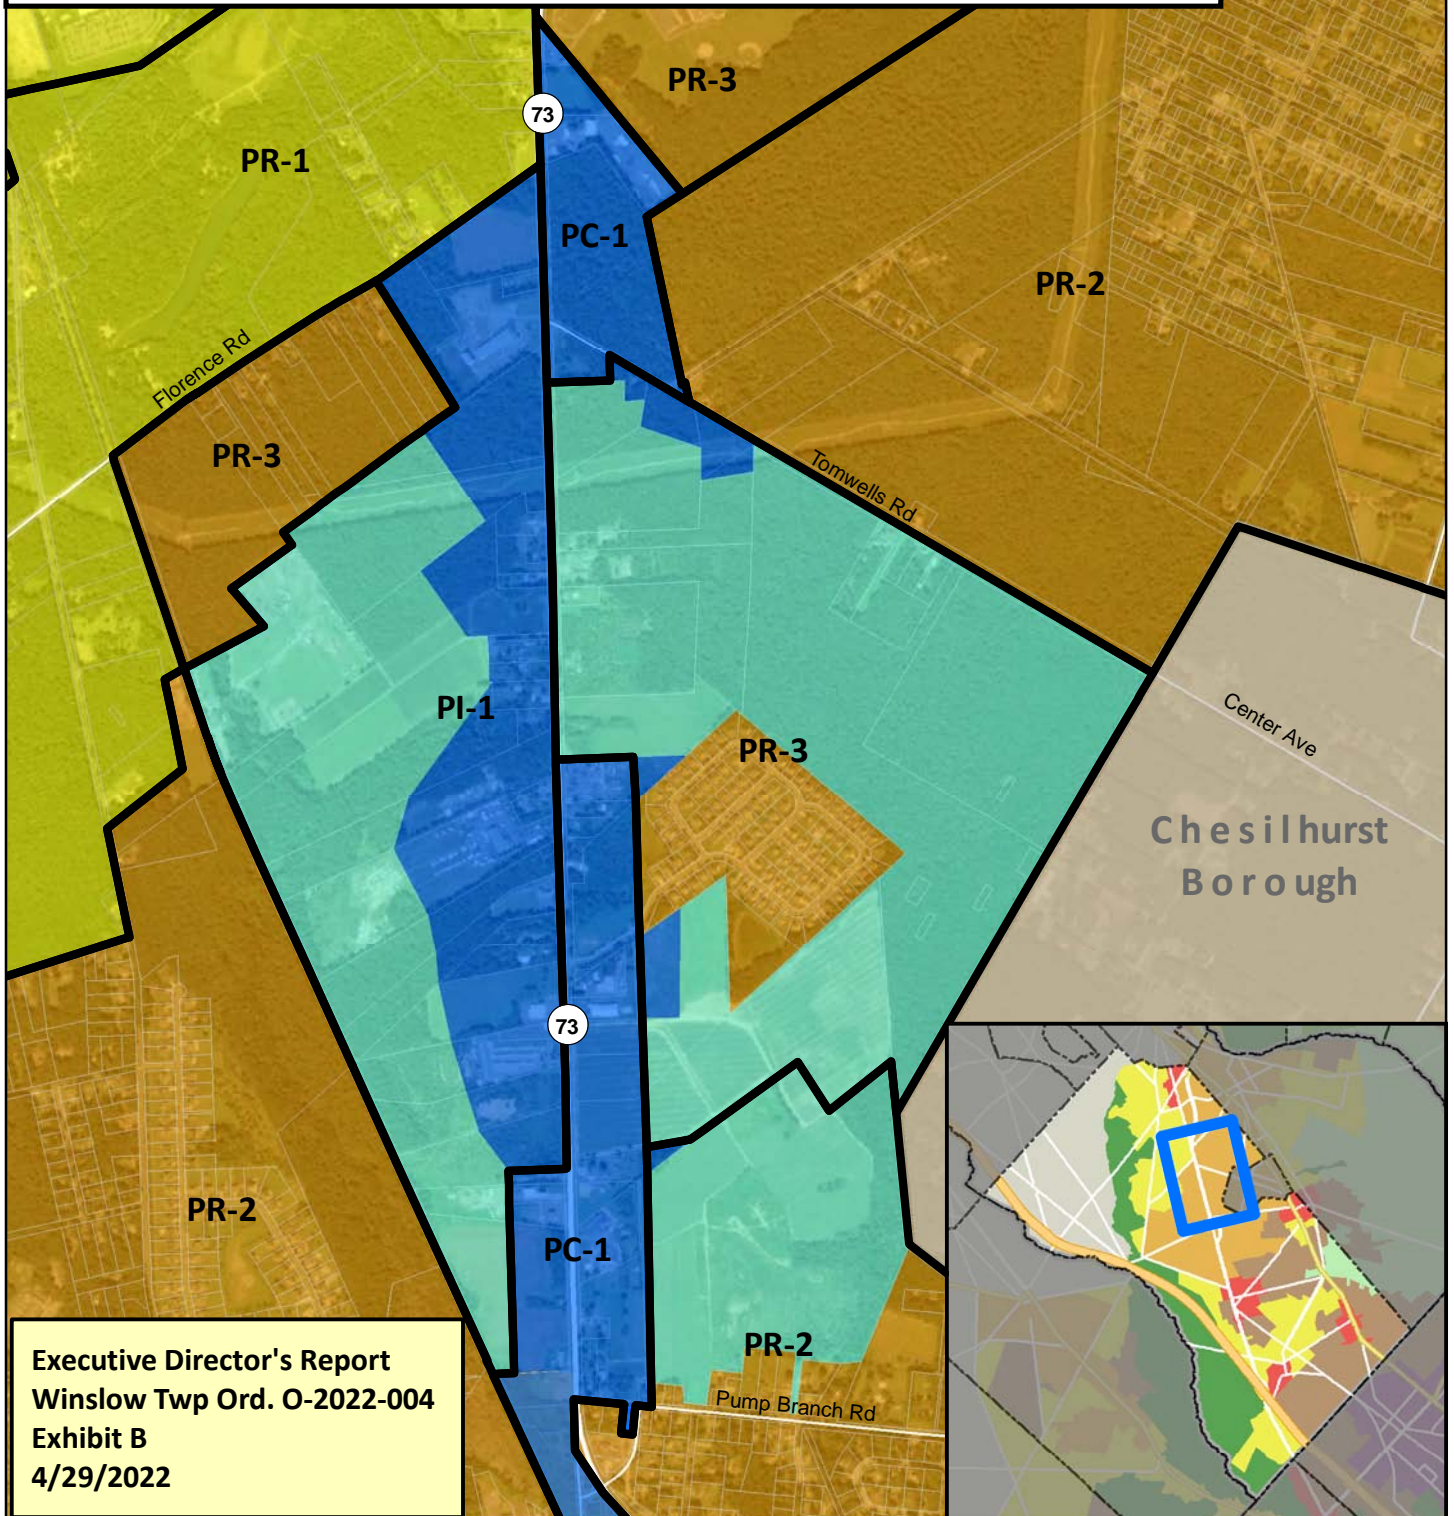 PR-3
73
PR-1
PC-1
PR-2
Florence Rd
PR-3
Tomwells Rd
PI-1
Center Ave
PR-3
Chesilhurst
Borough
73
PR-2
PC-1
PR-2
Pump Branch Rd
Executive Director's Report
Winslow Twp Ord. O-2022-004
Exhibit B
4/29/2022